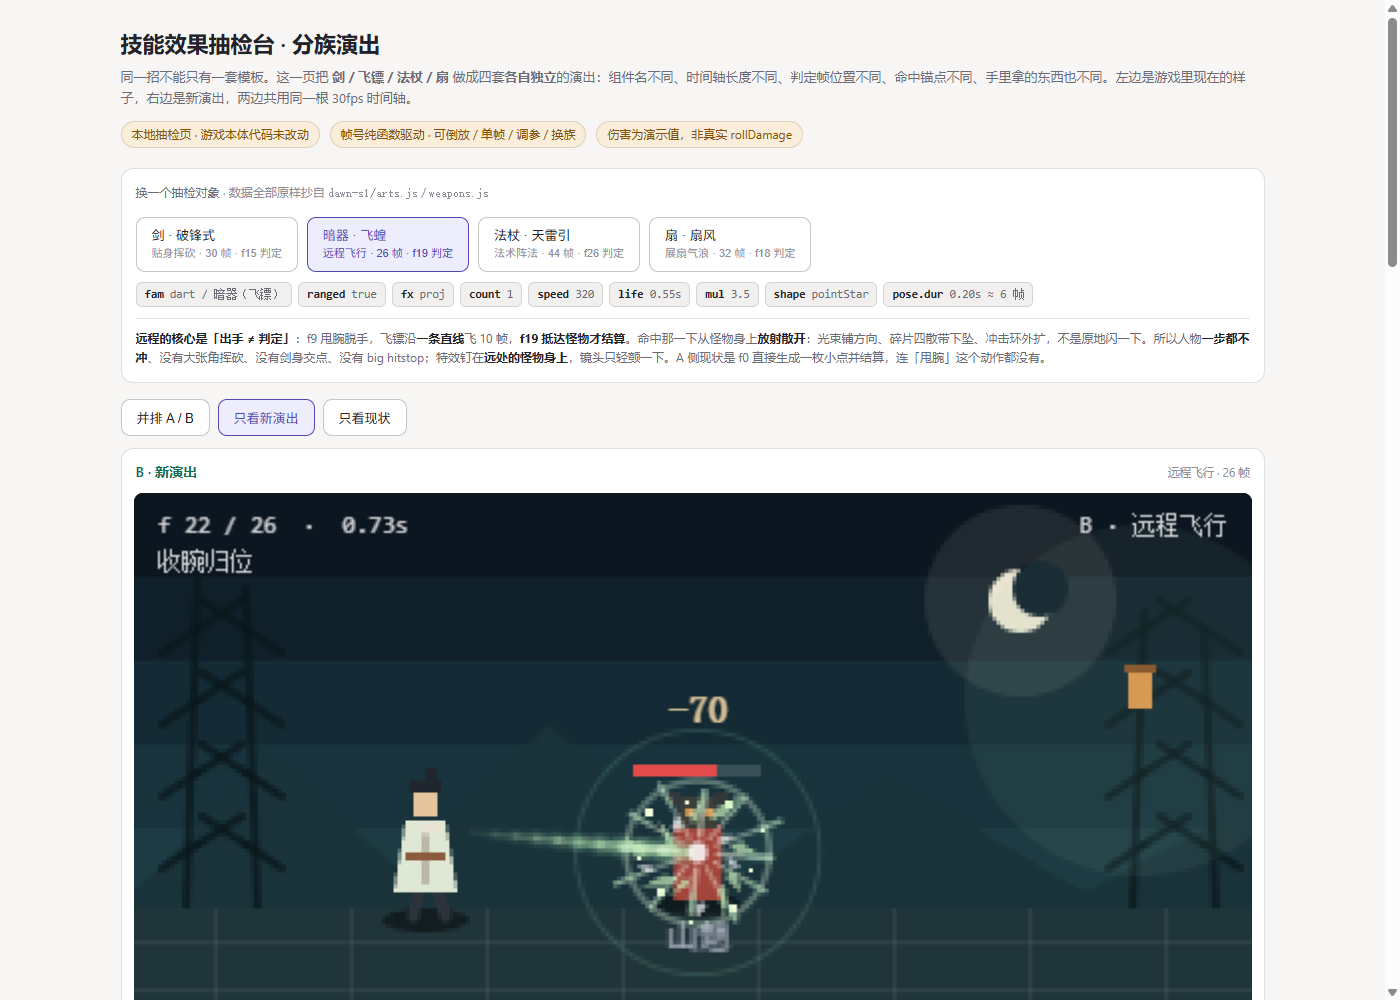 技能效果抽检台 · 分族演出
同一招不能只有一套模板。这一页把 剑 / 飞镖 / 法杖 / 扇 做成四套各自独立的演出：组件名不同、时间轴长度不同、判定帧位置不同、命中锚点不同、手里拿的东西也不同。左边是游戏里现在的样
子，右边是新演出，两边共用同一根 30fps 时间轴。
本地抽检页 · 游戏本体代码未改动
帧号纯函数驱动 · 可倒放 / 单帧 / 调参 / 换族
伤害为演示值，非真实 rollDamage
换一个抽检对象 · 数据全部原样抄自 dawn-s1/arts.js / weapons.js
剑 · 破锋式
贴身挥砍 · 30 帧 · f15 判定
暗器 · 飞蝗
远程飞行 · 26 帧 · f19 判定
法杖 · 天雷引
法术阵法 · 44 帧 · f26 判定
扇 · 扇风
展扇气浪 · 32 帧 · f18 判定
fam dart / 暗器（飞镖）
ranged true
fx proj
count 1
speed 320
life 0.55s
mul 3.5
shape pointStar
pose.dur 0.20s ≈ 6 帧
远程的核心是「出手 ≠ 判定」：f9 甩腕脱手，飞镖沿一条直线飞 10 帧，f19 抵达怪物才结算。命中那一下从怪物身上放射散开：光束铺方向、碎片四散带下坠、冲击环外扩，不是原地闪一下。所以人物一步都不
冲、没有大张角挥砍、没有剑身交点、没有 big hitstop；特效钉在远处的怪物身上，镜头只轻颤一下。A 侧现状是 f0 直接生成一枚小点并结算，连「甩腕」这个动作都没有。
并排 A / B
只看新演出
只看现状
B · 新演出
远程飞行 · 26 帧
f 22 / 26 · 0.73s
B · 远程飞行
收腕归位
−70